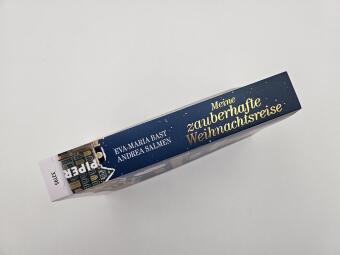 EVA-MARIA BAST
ANDREA SALMEN
Meine
zauberhafte
Weihnachtsreise
PIPER